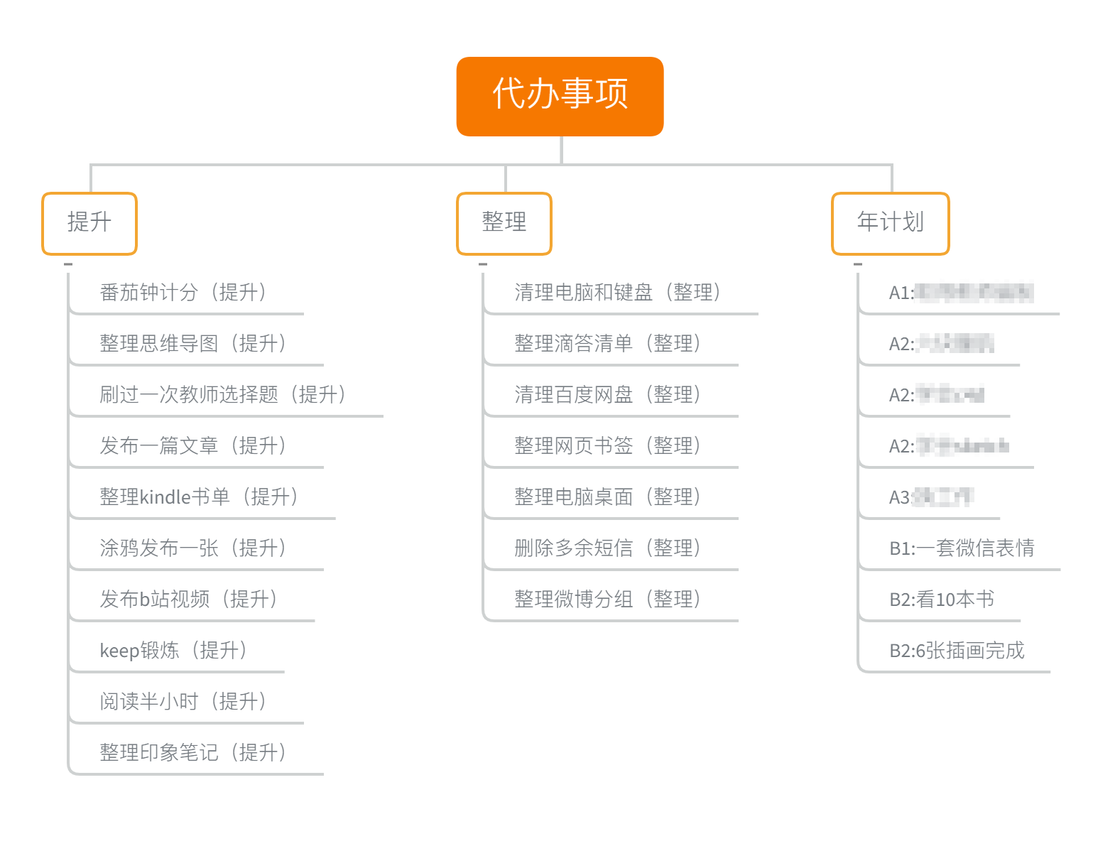 代办事项
提升
番茄钟计分（提升）
整理思维导图（提升）
刷过一次教师选择题（提升）
发布一篇文章（提升）
整理kindle书单（提升）
涂鸦发布一张（提升）
发布b站视频（提升）
keep锻炼（提升）
阅读半小时（提升）
整理印象笔记（提升）
整理
清理电脑和键盘（整理）
整理滴答清单（整理）
清理百度网盘（整理）
整理网页书签（整理）
整理电脑桌面（整理）
删除多余短信（整理）
整理微博分组（整理）
年计划
A1:
A2:
A2:
A2:
A3:
B1:一套微信表情
B2:看10本书
B2:6张插画完成